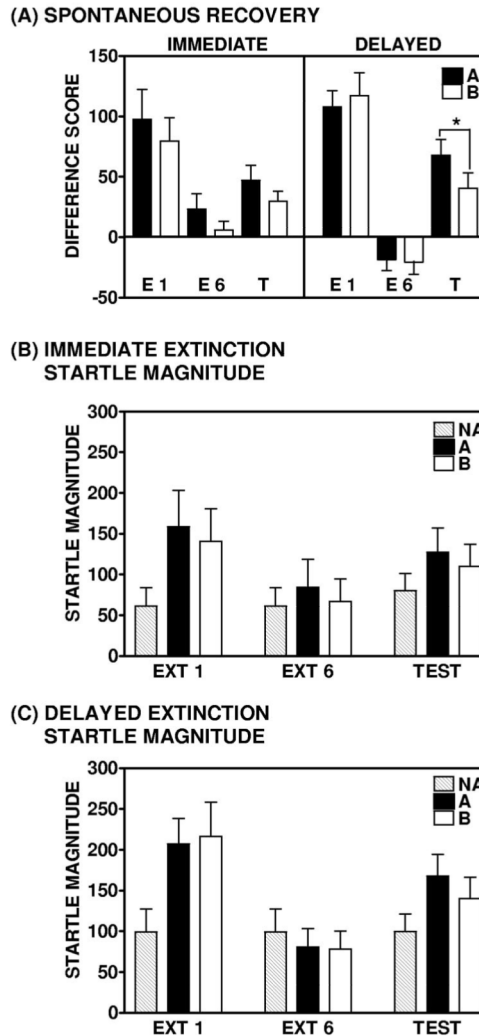 (A) SPONTANEOUS RECOVERY
IMMEDIATE DELAYED
DIFFERENCE SCORE
150
100
50
0
-50
A
B
*
E 1 E 6 T E 1 E 6 T
(B) IMMEDIATE EXTINCTION
STARTLE MAGNITUDE
STARTLE MAGNITUDE
300
250
200
150
100
50
0
NA
A
B
EXT 1 EXT 6 TEST
(C) DELAYED EXTINCTION
STARTLE MAGNITUDE
STARTLE MAGNITUDE
300
250
200
150
100
50
0
NA
A
B
EXT 1 EXT 6 TEST